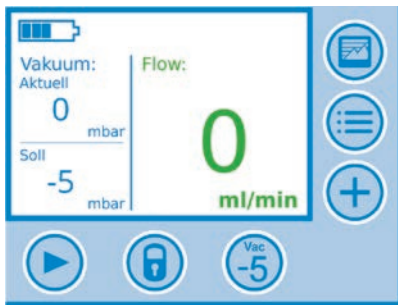 Vakuum:
Aktuell
0
mbar
Soll
-5
mbar
Flow:
0
ml/min
Vac
-5